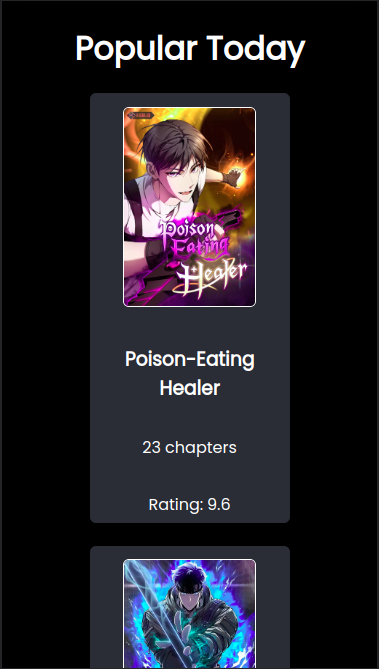 Popular Today
Poison
Eating
Healer
Poison-Eating
Healer
23 chapters
Rating: 9.6